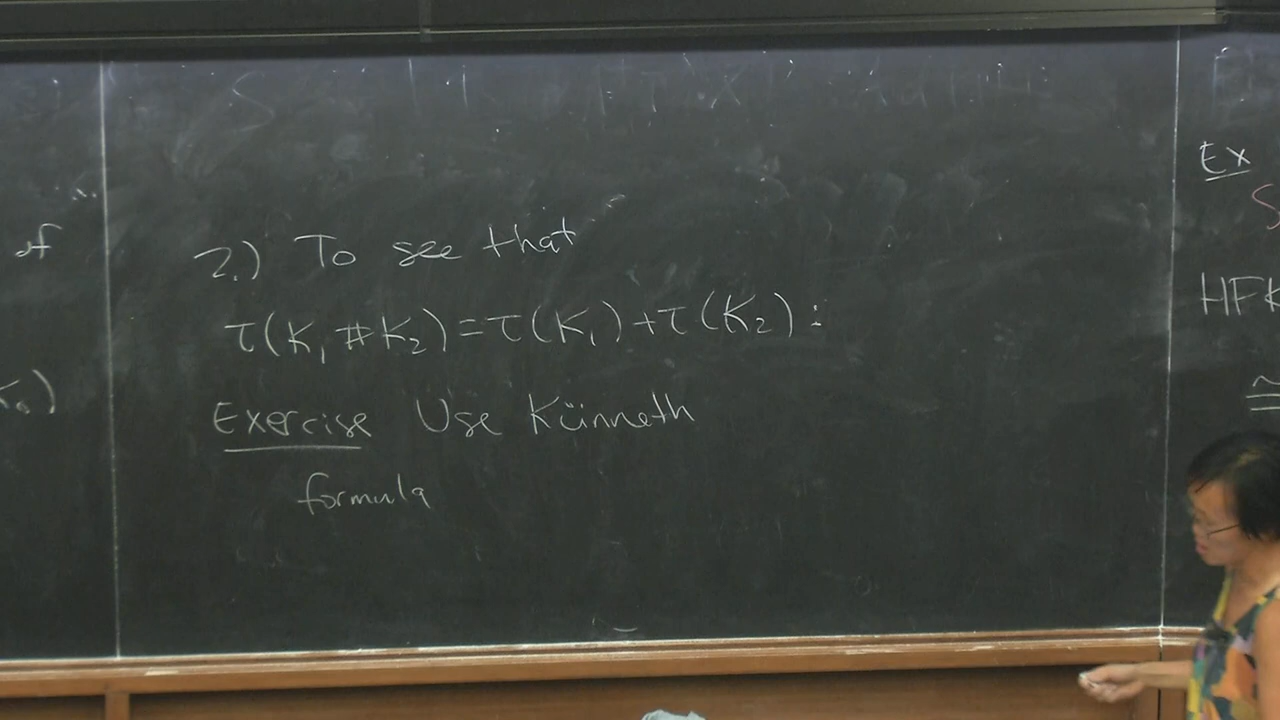 of
2.) To see that
τ(K₁#K₂)=τ(K₁)+τ(K₂):
Exercise Use Künneth
formula
Ex
S
HFK
≅